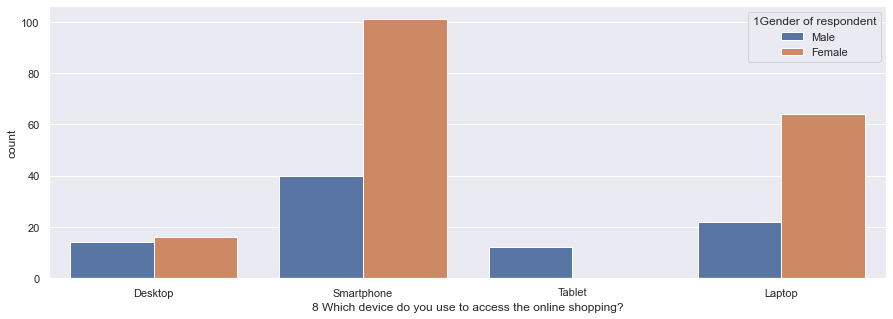 1Gender of respondent
Male
Female
100
80
60
40
20
0
count
Desktop
Smartphone
Tablet
Laptop
8 Which device do you use to access the online shopping?